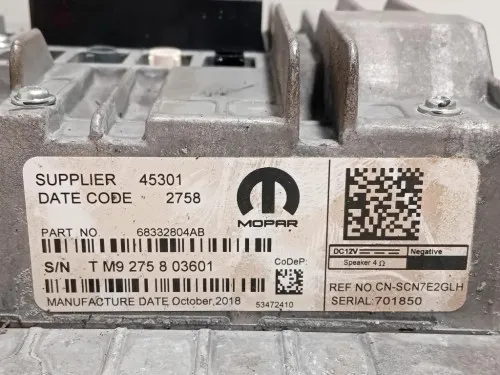 SUPPLIER 45301
DATE CODE 2758
MOPAR
PART NO. 68332804AB
S/N T M9 275 8 03601
CoDeP:
MANUFACTURE DATE, October,2018
53472410
DC12V Negative
Speaker 4 Ω
REF NO.CN-SCN7E2GLH
SERIAL:701850